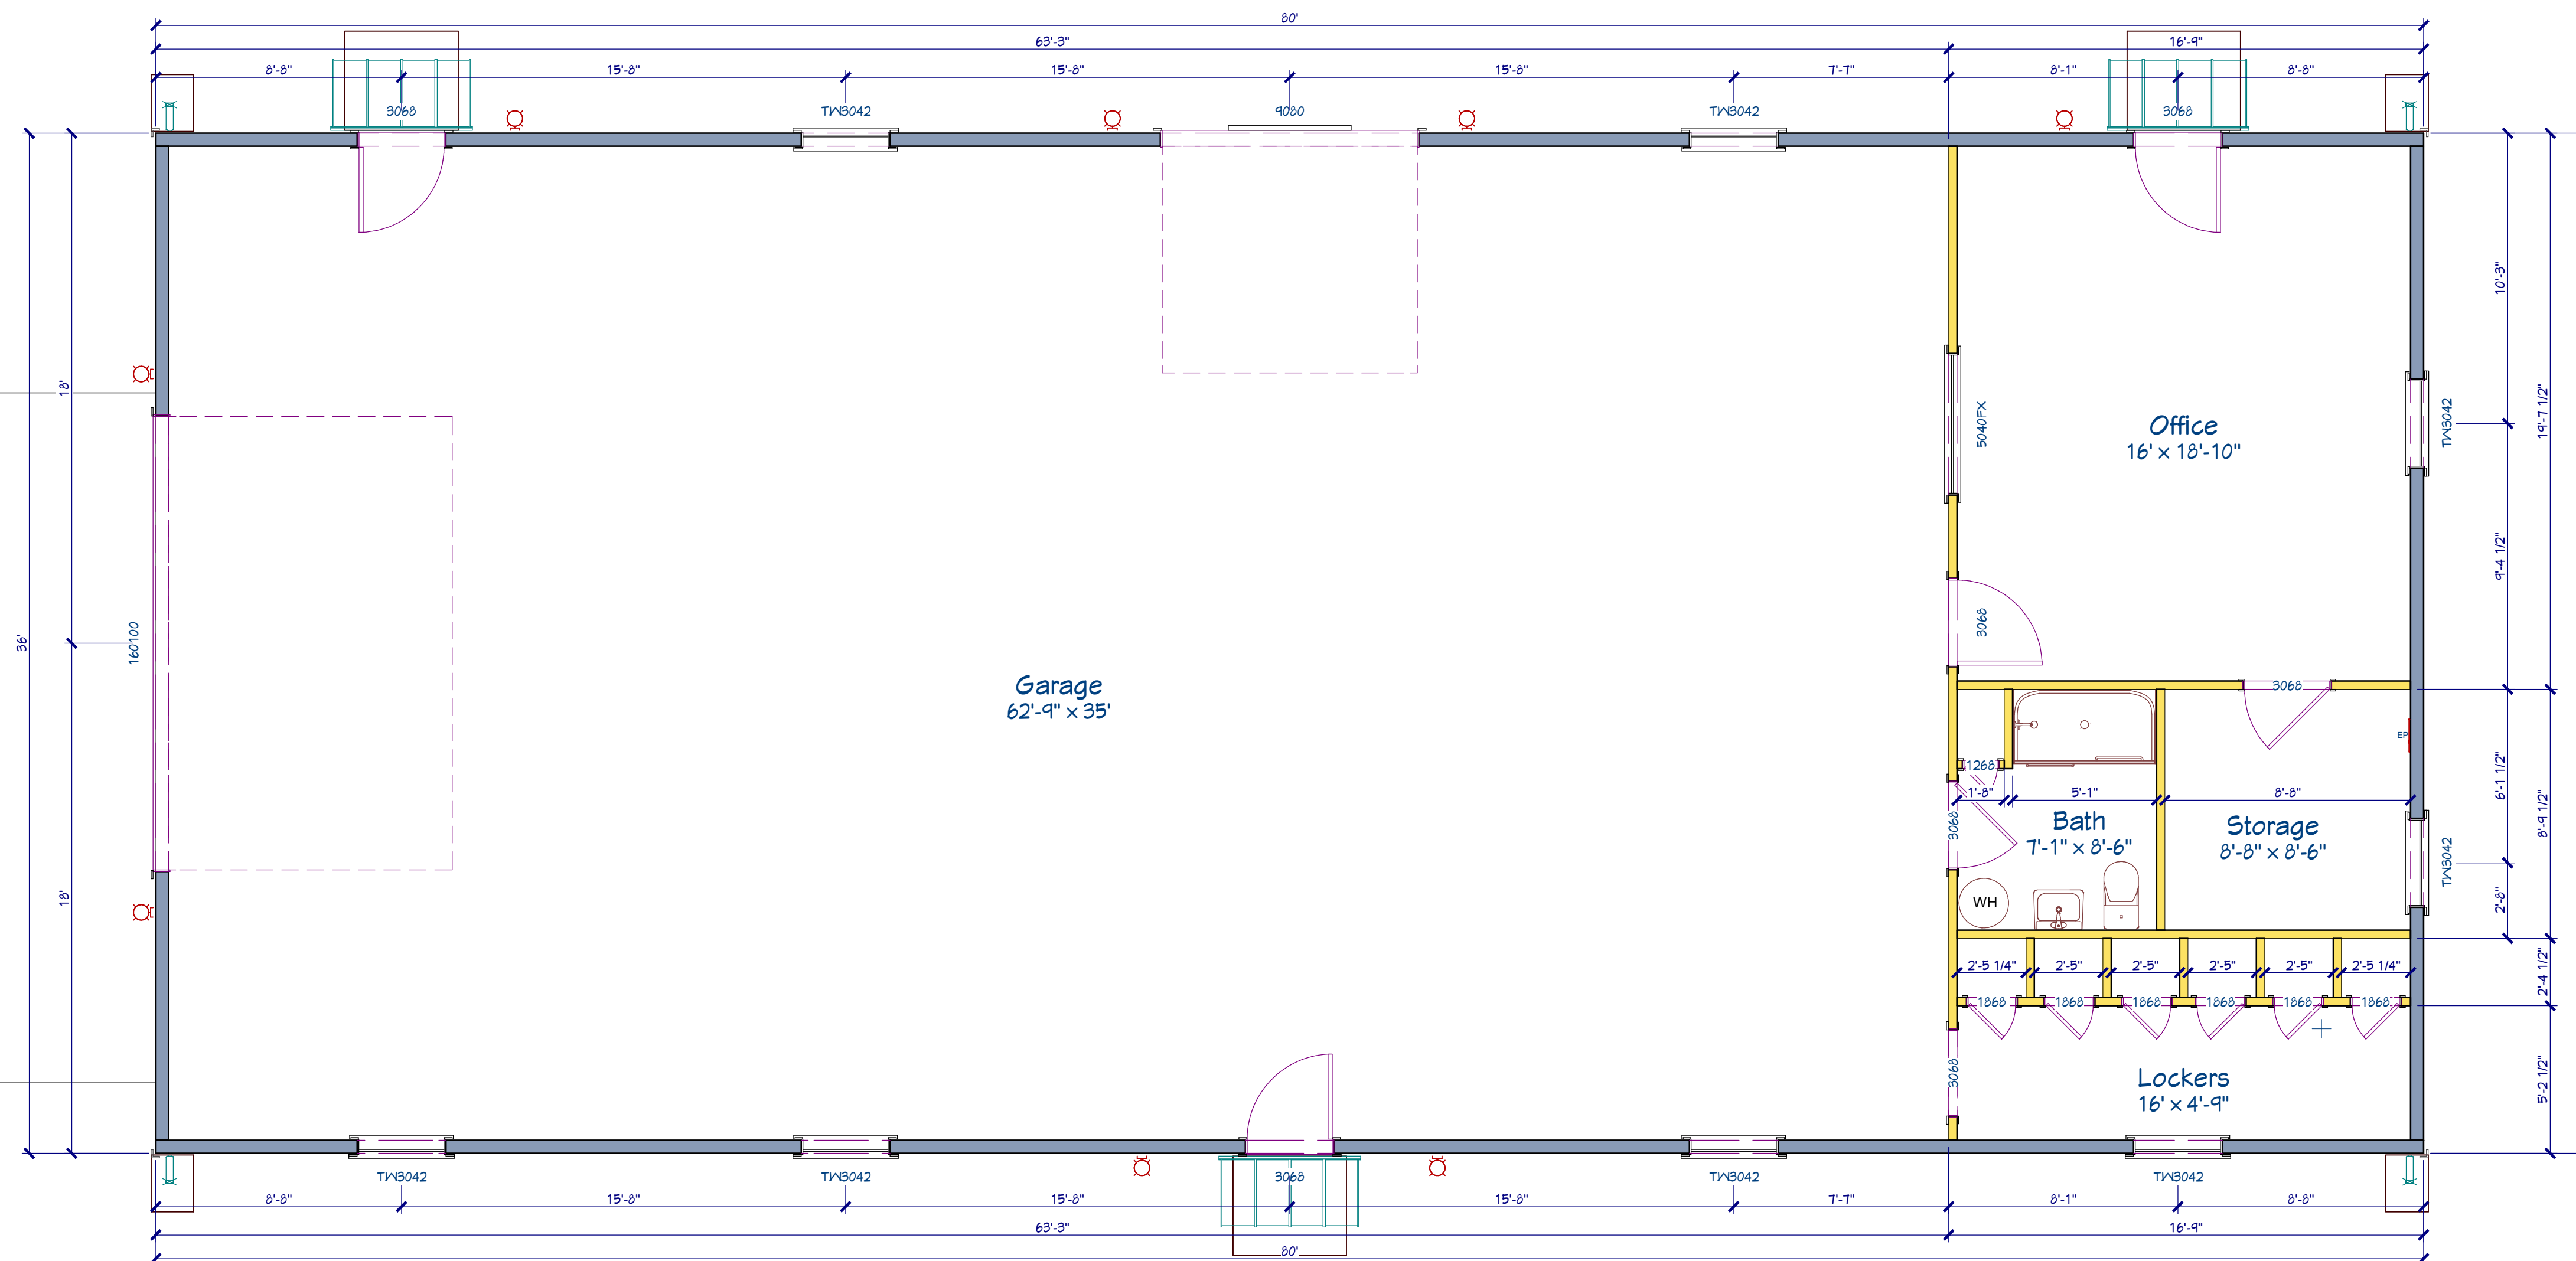 80'
63'-3"
16'-9"
8'-8"
15'-8"
15'-8"
15'-8"
7'-7"
8'-1"
8'-8"
3068
TW3042
9080
TW3042
3068
10'-3"
18'
19'-7 1/2"
5040FX
TW3042
Office
16' x 18'-10"
9'-4 1/2"
3068
36'
160100
Garage
62'-9" x 35'
3068
EP
1268
6'-1 1/2"
1'-8"
5'-1"
8'-8"
8'-9 1/2"
3068
Bath
7'-1" x 8'-6"
Storage
8'-8" x 8'-6"
TW3042
18'
WH
2'-8"
2'-5 1/4"
2'-5"
2'-5"
2'-5"
2'-5"
2'-5 1/4"
2'-4 1/2"
1868
1868
1868
1868
1868
1868
3068
Lockers
16' x 4'-9"
5'-2 1/2"
TW3042
TW3042
3068
TW3042
TW3042
8'-8"
15'-8"
15'-8"
15'-8"
7'-7"
8'-1"
8'-8"
63'-3"
16'-9"
80'